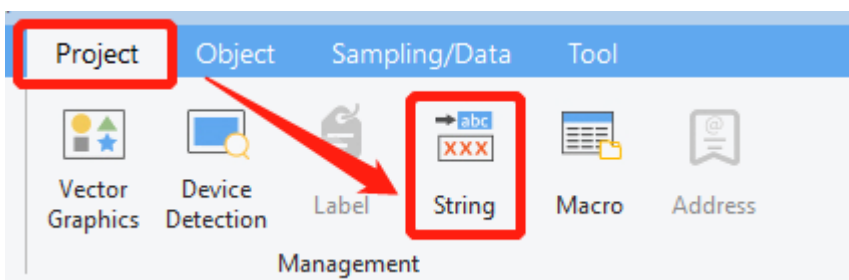 Project Object Sampling/Data Tool
abc
XXX
@
Vector Graphics
Device Detection
Label
String
Macro
Address
Management